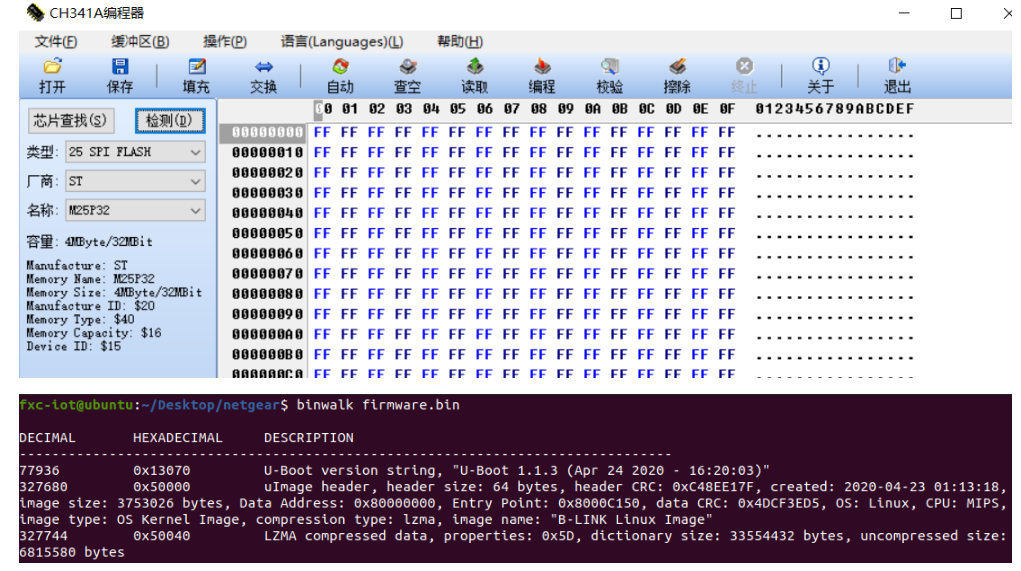 CH341A编程器
文件(F) 缓冲区(B) 操作(P) 语言(Languages)(L) 帮助(H)
打开 保存 填充 交换 自动 查空 读取 编程 校验 擦除 终止 关于 退出
芯片查找(S) 检测(D)
类型: 25 SPI FLASH
厂商: ST
名称: M25P32
容量: 4MByte/32MBit
Manufacture: ST
Memory Name: M25P32
Memory Size: 4MByte/32MBit
Manufacture ID: $20
Memory Type: $40
Memory Capacity: $16
Device ID: $15
00 01 02 03 04 05 06 07 08 09 0A 0B 0C 0D 0E 0F 0123456789ABCDEF
00000000 FF FF FF FF FF FF FF FF FF FF FF FF FF FF FF FF ................
00000010 FF FF FF FF FF FF FF FF FF FF FF FF FF FF FF FF ................
00000020 FF FF FF FF FF FF FF FF FF FF FF FF FF FF FF FF ................
00000030 FF FF FF FF FF FF FF FF FF FF FF FF FF FF FF FF ................
00000040 FF FF FF FF FF FF FF FF FF FF FF FF FF FF FF FF ................
00000050 FF FF FF FF FF FF FF FF FF FF FF FF FF FF FF FF ................
00000060 FF FF FF FF FF FF FF FF FF FF FF FF FF FF FF FF ................
00000070 FF FF FF FF FF FF FF FF FF FF FF FF FF FF FF FF ................
00000080 FF FF FF FF FF FF FF FF FF FF FF FF FF FF FF FF ................
00000090 FF FF FF FF FF FF FF FF FF FF FF FF FF FF FF FF ................
000000A0 FF FF FF FF FF FF FF FF FF FF FF FF FF FF FF FF ................
000000B0 FF FF FF FF FF FF FF FF FF FF FF FF FF FF FF FF ................
000000C0 FF FF FF FF FF FF FF FF FF FF FF FF FF FF FF FF ................
fxc-iot@ubuntu:~/Desktop/netgear$ binwalk firmware.bin
DECIMAL HEXADECIMAL DESCRIPTION
--------------------------------------------------------------------------------
77936 0x13070 U-Boot version string, "U-Boot 1.1.3 (Apr 24 2020 - 16:20:03)"
327680 0x50000 uImage header, header size: 64 bytes, header CRC: 0xC48EE17F, created: 2020-04-23 01:13:18,
image size: 3753026 bytes, Data Address: 0x80000000, Entry Point: 0x8000C150, data CRC: 0x4DCF3ED5, OS: Linux, CPU: MIPS,
image type: OS Kernel Image, compression type: lzma, image name: "B-LINK Linux Image"
327744 0x50040 LZMA compressed data, properties: 0x5D, dictionary size: 33554432 bytes, uncompressed size:
6815580 bytes